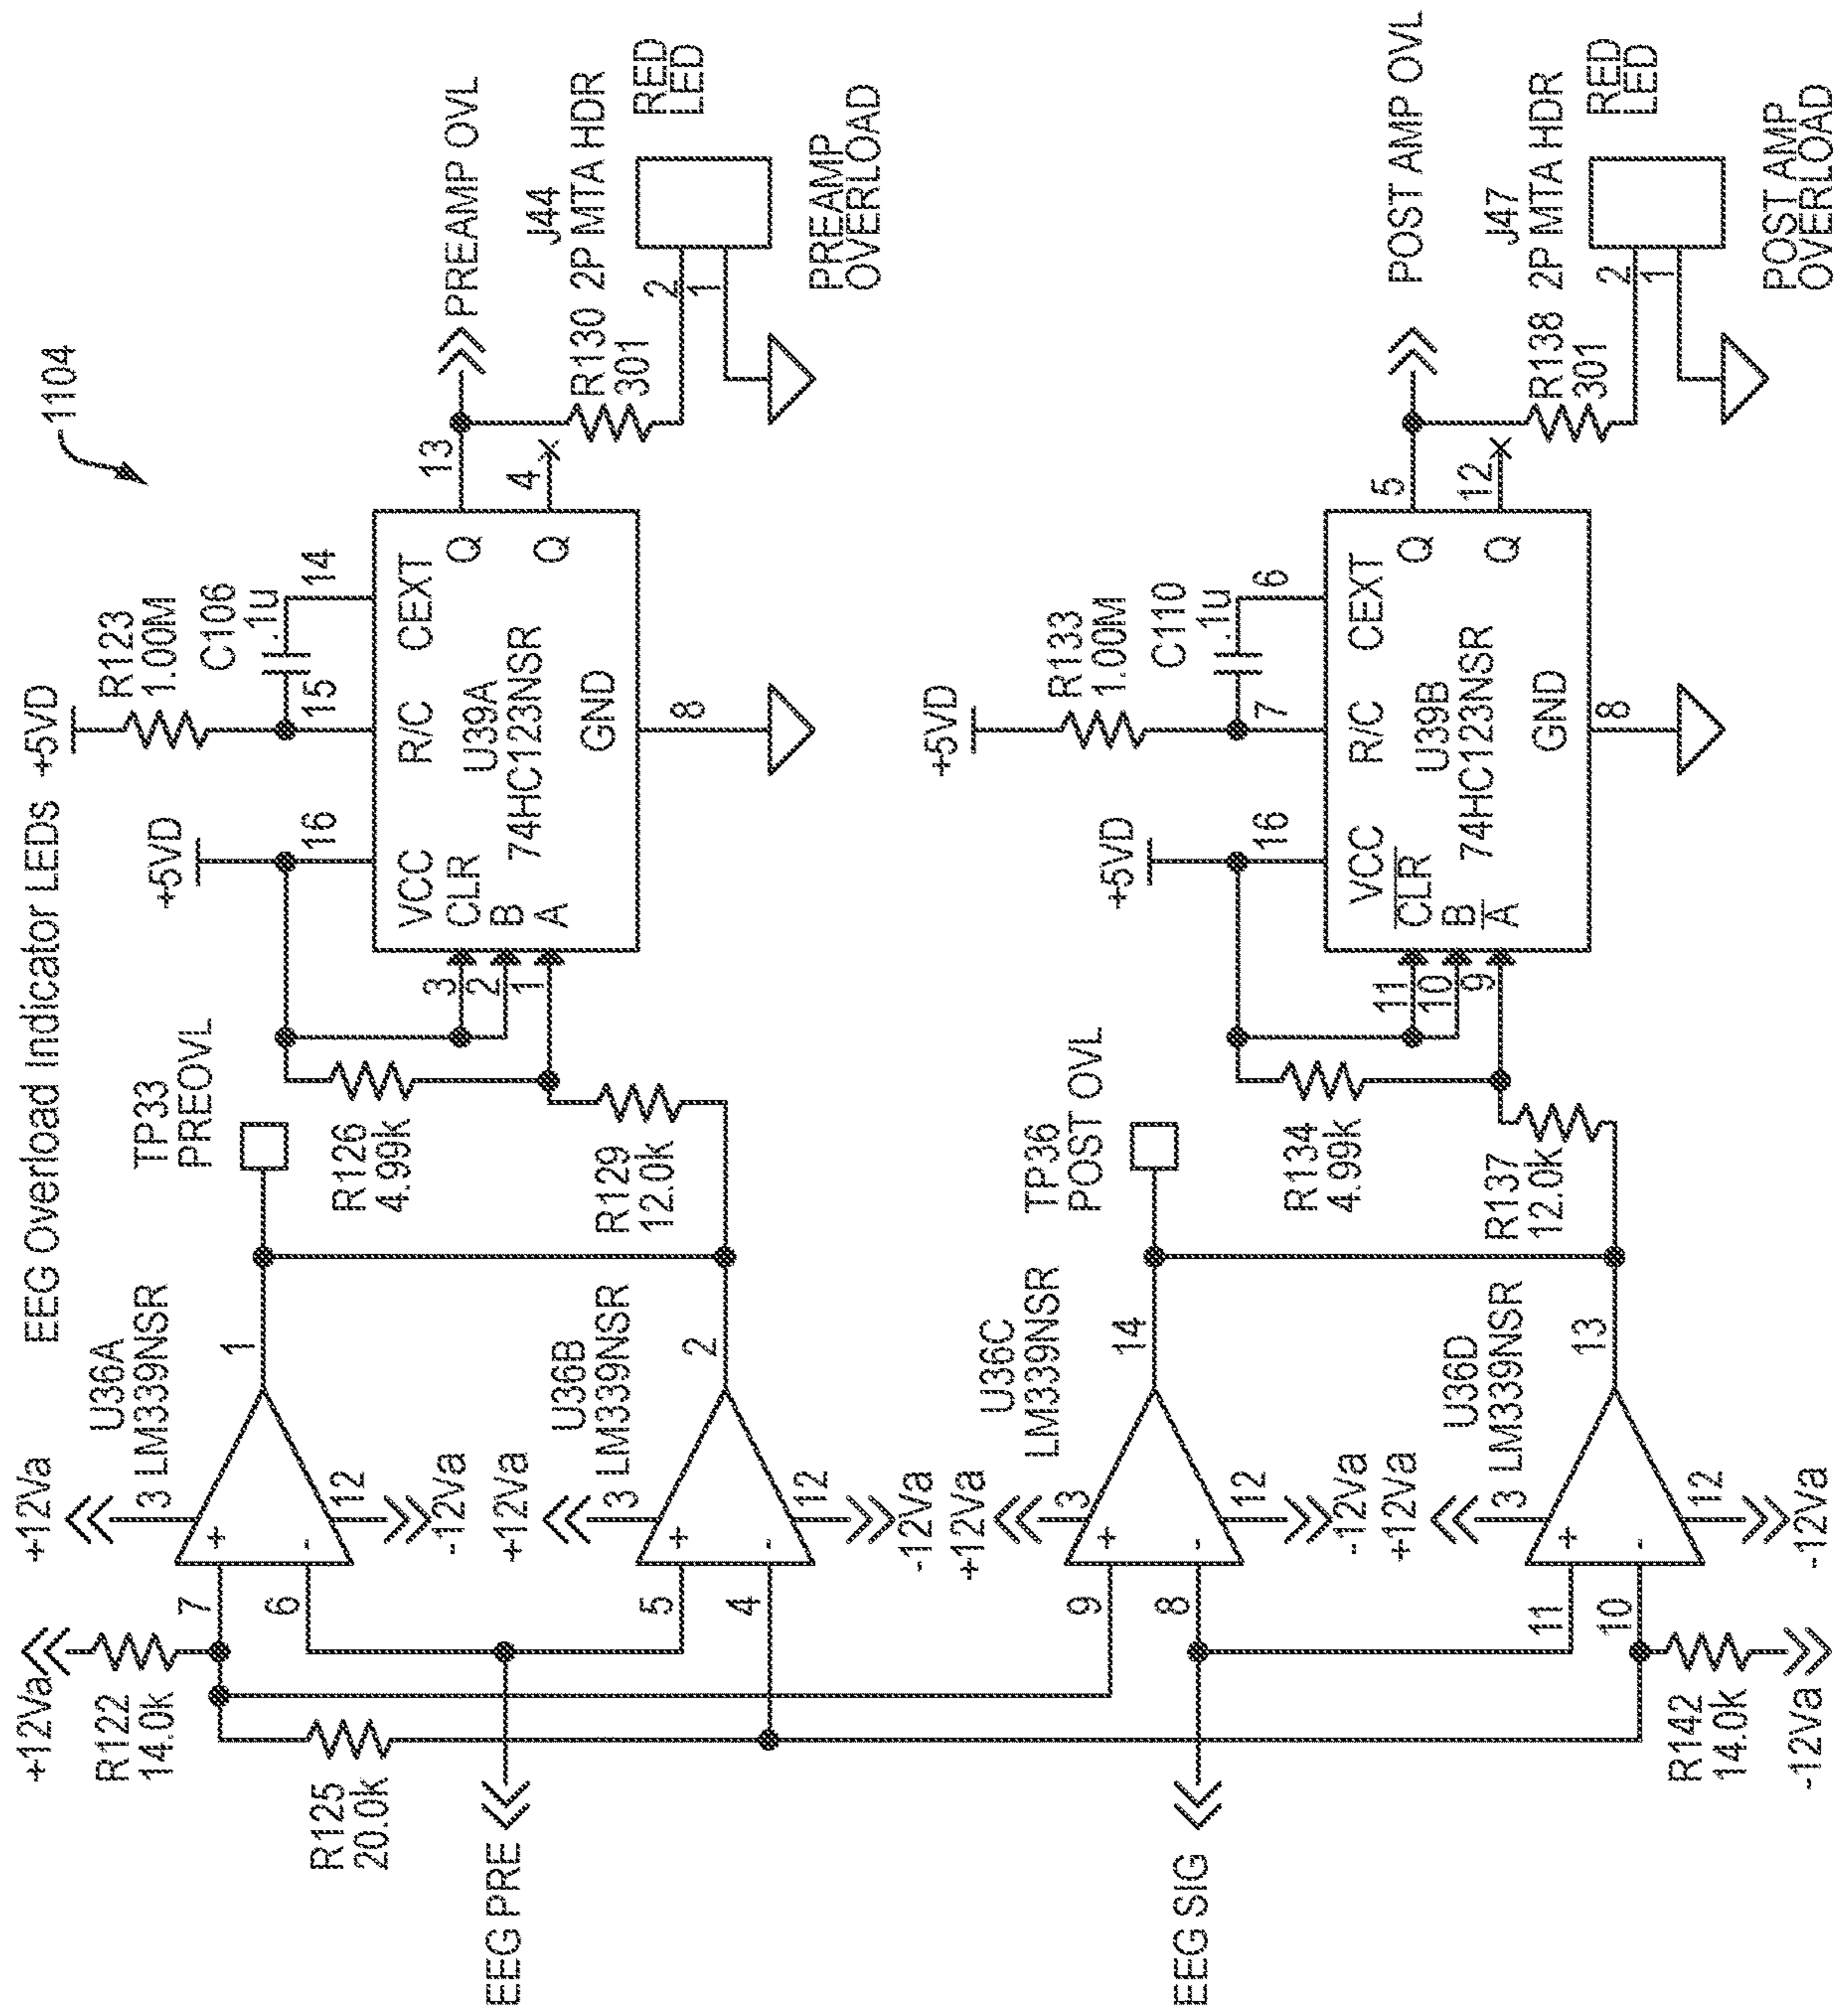 1104
EEG Overload Indicator LEDs
+12Va
R122
14.0k
R125
20.0k
EEG PRE
+12Va
U36A
3 LM339NSR
7
+
6
-
12
-12Va
1
TP33
PREOVL
+12Va
U36B
3 LM339NSR
5
+
4
-
12
-12Va
2
R126
4.99k
R129
12.0k
+5VD
16
+5VD
R123
1.00M
C106
.1u
15
14
VCC
R/C
CEXT
3
CLR
2
B
1
A
U39A
74HC123NSR
GND
8
Q
13
Q
4
PREAMP OVL
R130
301
J44
2P MTA HDR
2
1
RED
LED
PREAMP
OVERLOAD
EEG SIG
+12Va
U36C
3 LM339NSR
9
+
8
-
12
-12Va
14
TP36
POST OVL
+12Va
U36D
3 LM339NSR
11
+
10
-
12
-12Va
13
R142
14.0k
-12Va
R134
4.99k
R137
12.0k
+5VD
16
+5VD
R133
1.00M
C110
.1u
7
6
VCC
R/C
CEXT
11
CLR
10
B
9
A
U39B
74HC123NSR
GND
8
Q
5
Q
12
POST AMP OVL
R138
301
J47
2P MTA HDR
2
1
RED
LED
POST AMP
OVERLOAD